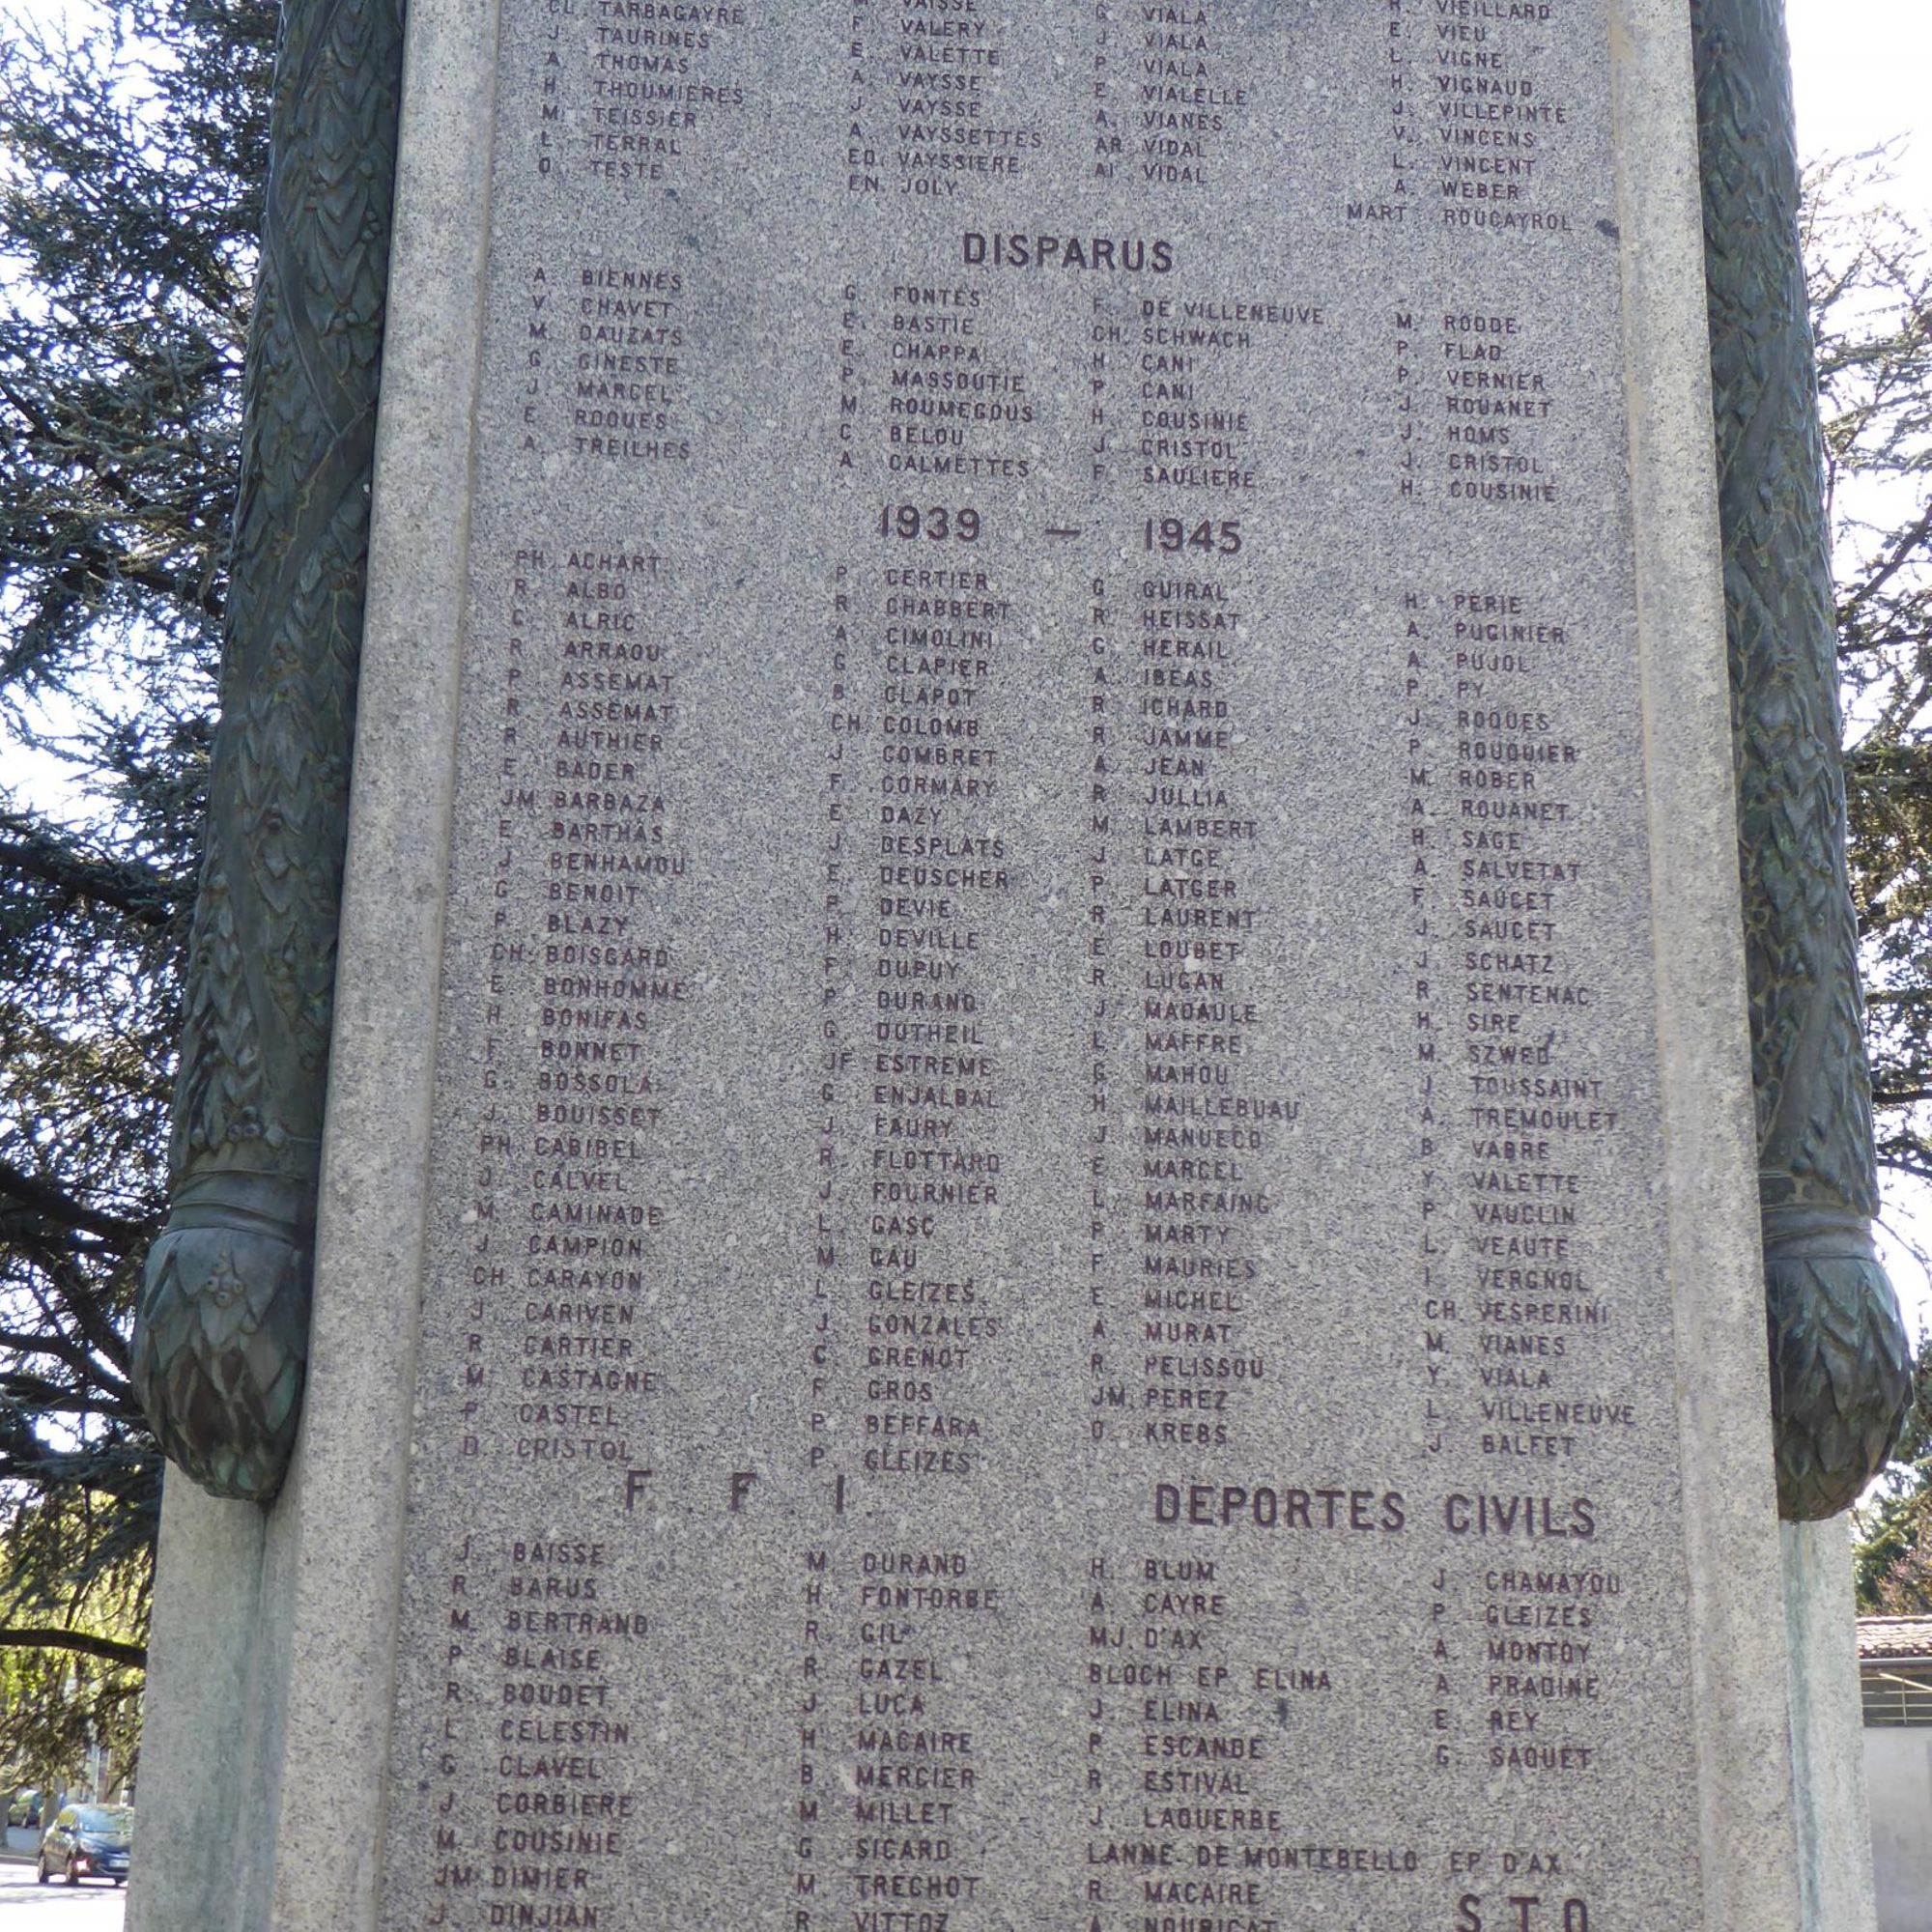 CL. TARBAGAYRE
J. TAURINES
A. THOMAS
H. THOUMIERES
M. TEISSIER
L. TERRAL
O. TESTE
VAISSE
F. VALERY
E. VALETTE
A. VAYSSE
J. VAYSSE
A. VAYSSETTES
ED. VAYSSIERE
EN. JOLY
G. VIALA
J. VIALA
P. VIALA
E. VIALELLE
A. VIANES
AR. VIDAL
AI. VIDAL
R. VIEILLARD
E. VIEU
L. VIGNE
H. VIGNAUD
J. VILLEPINTE
V. VINCENS
L. VINCENT
A. WEBER
MART. ROUCAYROL
DISPARUS
A. BIENNES
V. CHAVET
M. DAUZATS
G. GINESTE
J. MARCEL
E. ROQUES
A. TREILHES
G. FONTES
E. BASTIE
E. CHAPPA
P. MASSOUTIE
M. ROUMEGOUS
C. BELOU
A. CALMETTES
F. DE VILLENEUVE
CH. SCHWACH
H. CANI
P. CANI
H. COUSINIE
J. CRISTOL
F. SAULIERE
M. RODDE
P. FLAD
P. VERNIER
J. ROUANET
J. HOMS
J. CRISTOL
H. COUSINIE
1939 - 1945
PH. ACHART
R. ALBO
C. ALRIC
R. ARRAOU
P. ASSEMAT
R. ASSEMAT
R. AUTHIER
E. BADER
JM. BARBAZA
E. BARTHAS
J. BENHAMOU
G. BENOIT
P. BLAZY
CH. BOISGARD
E. BONHOMME
H. BONIFAS
F. BONNET
G. BOSSOLA
J. BOUISSET
PH. CABIBEL
J. CALVEL
M. CAMINADE
J. CAMPION
CH. CARAYON
J. CARIVEN
R. CARTIER
M. CASTAGNE
P. CASTEL
D. CRISTOL
P. CERTIER
R. CHABBERT
A. CIMOLINI
G. CLAPIER
B. CLAPOT
CH. COLOMB
J. COMBRET
F. CORMARY
E. DAZY
J. DESPLATS
E. DEUSCHER
F. DEVIE
H. DEVILLE
F. DUPUY
P. DURAND
G. DUTHEIL
JF. ESTREME
G. ENJALBAL
J. FAURY
R. FLOTTARD
J. FOURNIER
L. GASC
M. GAU
L. GLEIZES
J. GONZALES
C. GRENOT
F. GROS
P. BEFFARA
P. GLEIZES
G. GUIRAL
R. HEISSAT
G. HERAIL
A. IBEAS
R. ICHARD
R. JAMME
A. JEAN
R. JULLIA
M. LAMBERT
J. LATGE
P. LATGER
R. LAURENT
E. LOUBET
R. LUGAN
J. MADAULE
L. MAFFRE
G. MAHOU
H. MAILLEBUAU
J. MANUECO
E. MARCEL
L. MARFAING
P. MARTY
F. MAURIES
E. MICHEL
A. MURAT
R. PELISSOU
JM. PEREZ
O. KREBS
H. PERIE
A. PUGINIER
A. PUJOL
P. PY
J. ROQUES
P. ROUQUIER
M. ROBER
A. ROUANET
H. SAGE
A. SALVETAT
F. SAUCET
J. SAUCET
J. SCHATZ
R. SENTENAC
H. SIRE
M. SZWED
J. TOUSSAINT
A. TREMOULET
B. VABRE
Y. VALETTE
P. VAUCLIN
L. VEAUTE
I. VERGNOL
CH. VESPERINI
M. VIANES
Y. VIALA
L. VILLENEUVE
J. BALFET
F F I
J. BAISSE
R. BARUS
M. BERTRAND
P. BLAISE
R. BOUDET
L. CELESTIN
G. CLAVEL
J. CORBIERE
M. COUSINIE
JM. DIMIER
J. DINJIAN
M. DURAND
H. FONTORBE
R. GIL
R. GAZEL
J. LUCA
H. MACAIRE
B. MERCIER
M. MILLET
G. SICARD
M. TRECHOT
R. VITTOZ
DEPORTES CIVILS
H. BLUM
A. CAYRE
MJ. D'AX
BLOCH EP ELINA
J. ELINA
P. ESCANDE
R. ESTIVAL
J. LAQUERBE
LANNE. DE MONTEBELLO EP D'AX
R. MACAIRE
A. NOURIGAT
J. CHAMAYOU
P. GLEIZES
A. MONTOY
A. PRADINE
E. REY
G. SAQUET
S T O